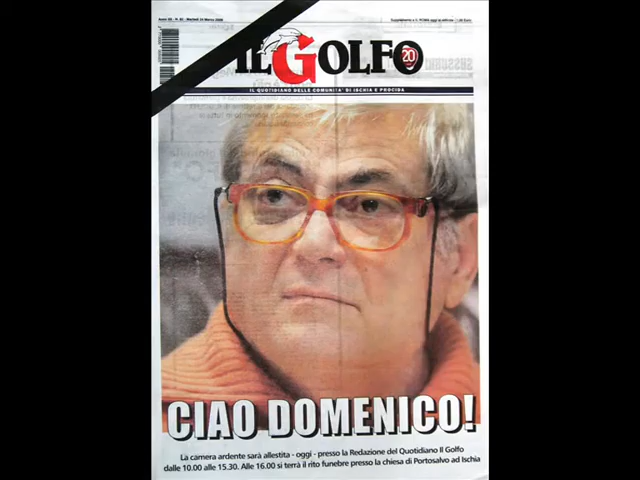 IL GOLFO
20
IL QUOTIDIANO DELLE COMUNITA' DI ISCHIA E PROCIDA
CIAO DOMENICO!
La camera ardente sarà allestita - oggi - presso la Redazione del Quotidiano Il Golfo
dalle 10.00 alle 15.30. Alle 16.00 si terrà il rito funebre presso la chiesa di Portosalvo ad Ischia